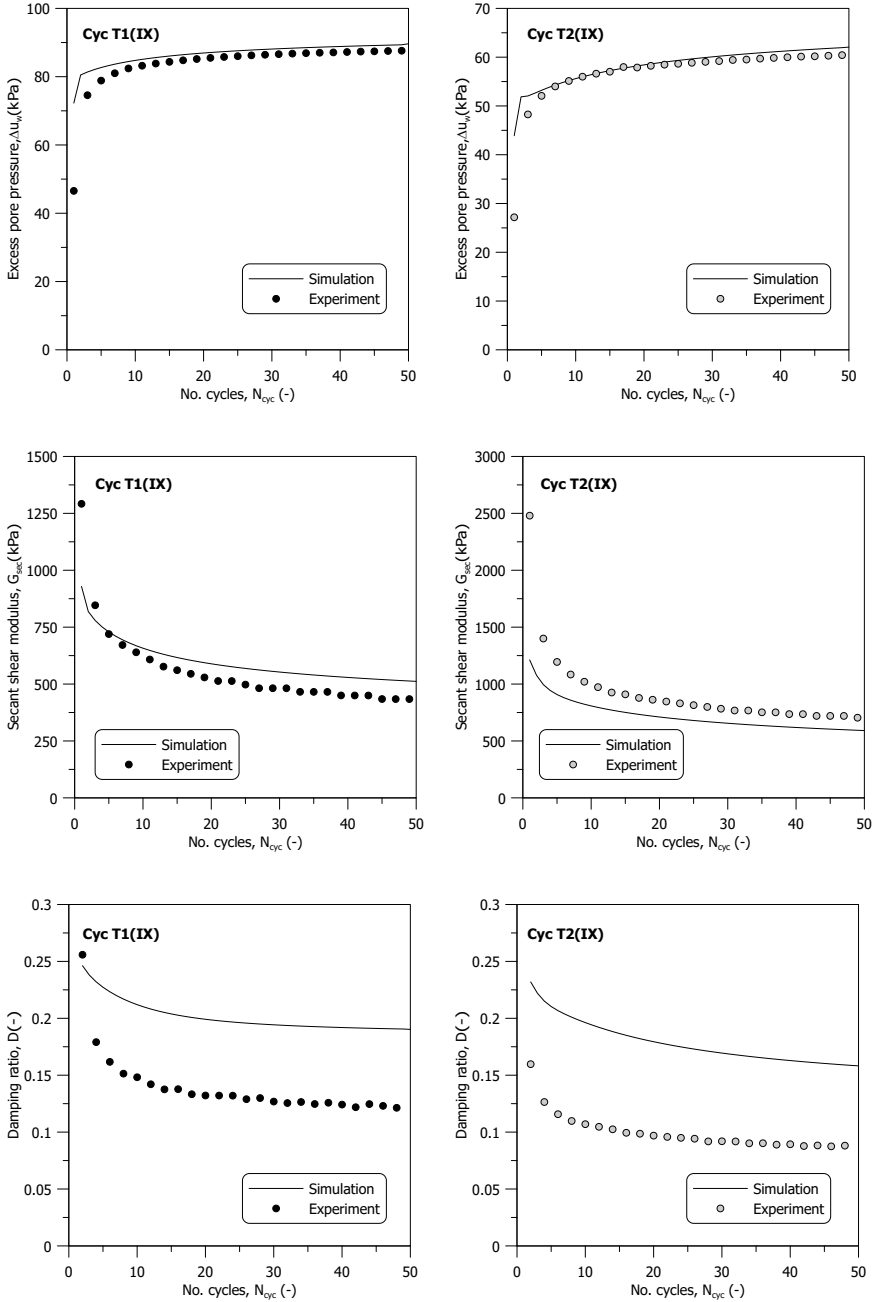 Cyc T1(IX)
Excess pore pressure,Δu_w(kPa)
100
80
60
40
20
0
Simulation
Experiment
0 10 20 30 40 50
No. cycles, N_cyc (-)
Cyc T2(IX)
Excess pore pressure,Δu_w(kPa)
70
60
50
40
30
20
10
0
Simulation
Experiment
0 10 20 30 40 50
No. cycles, N_cyc (-)
Cyc T1(IX)
Secant shear modulus, G_sec(kPa)
1500
1250
1000
750
500
250
0
Simulation
Experiment
0 10 20 30 40 50
No. cycles, N_cyc (-)
Cyc T2(IX)
Secant shear modulus, G_sec(kPa)
3000
2500
2000
1500
1000
500
0
Simulation
Experiment
0 10 20 30 40 50
No. cycles, N_cyc (-)
Cyc T1(IX)
Damping ratio, D(-)
0.3
0.25
0.2
0.15
0.1
0.05
0
Simulation
Experiment
0 10 20 30 40 50
No. cycles, N_cyc (-)
Cyc T2(IX)
Damping ratio, D(-)
0.3
0.25
0.2
0.15
0.1
0.05
0
Simulation
Experiment
0 10 20 30 40 50
No. cycles, N_cyc (-)